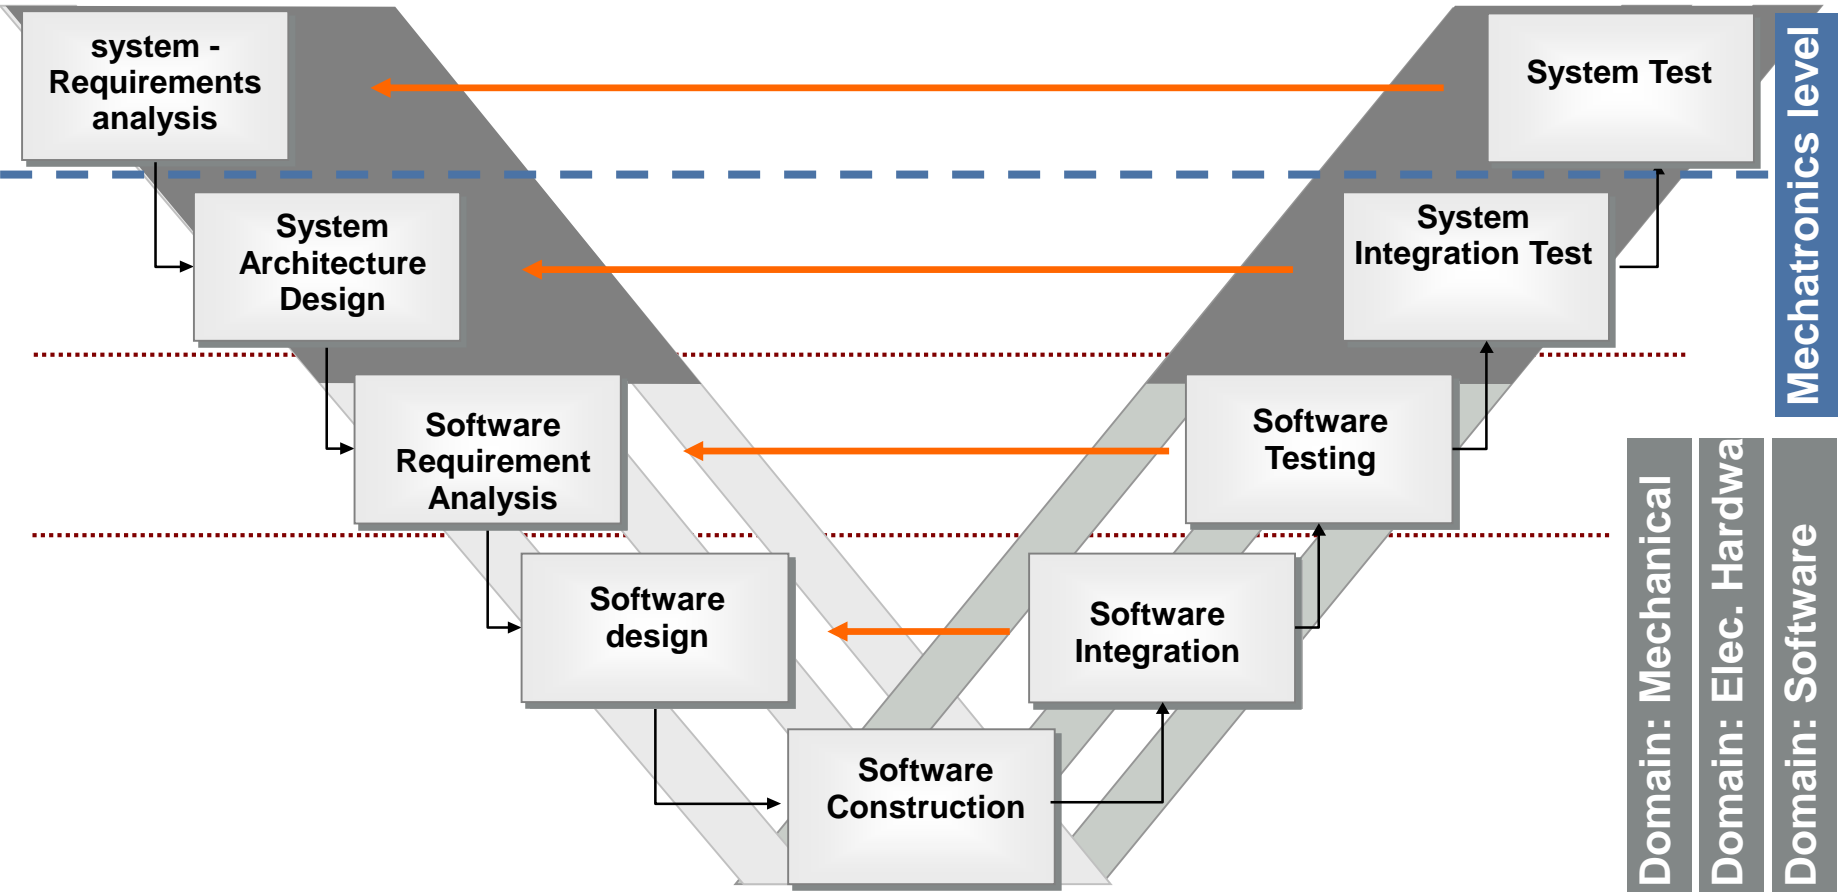 system -
Requirements
analysis
System Test
System
Architecture
Design
System
Integration Test
Software
Requirement
Analysis
Software
Testing
Software
design
Software
Integration
Software
Construction
Mechatronics level
Domain: Mechanical
Domain: Elec. Hardwa
Domain: Software